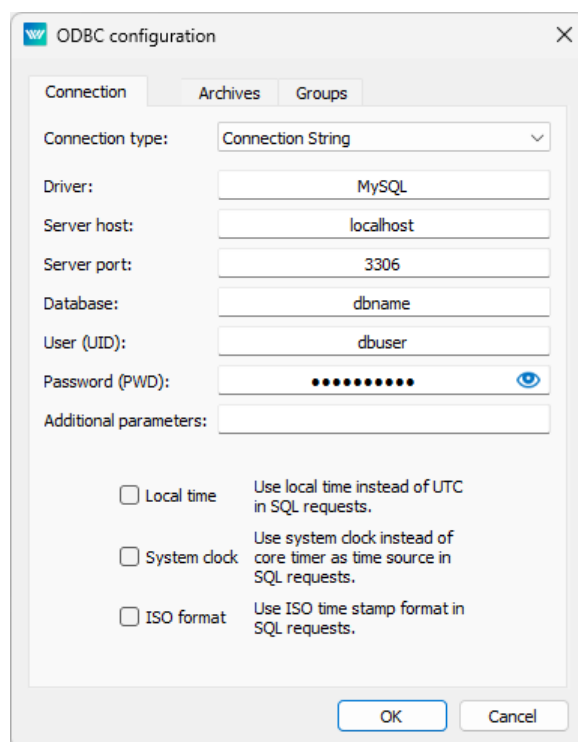 ODBC configuration
Connection Archives Groups
Connection type: Connection String
Driver: MySQL
Server host: localhost
Server port: 3306
Database: dbname
User (UID): dbuser
Password (PWD): ●●●●●●●●●●
Additional parameters:
Local time
Use local time instead of UTC
in SQL requests.
System clock
Use system clock instead of
core timer as time source in
SQL requests.
ISO format
Use ISO time stamp format in
SQL requests.
OK Cancel